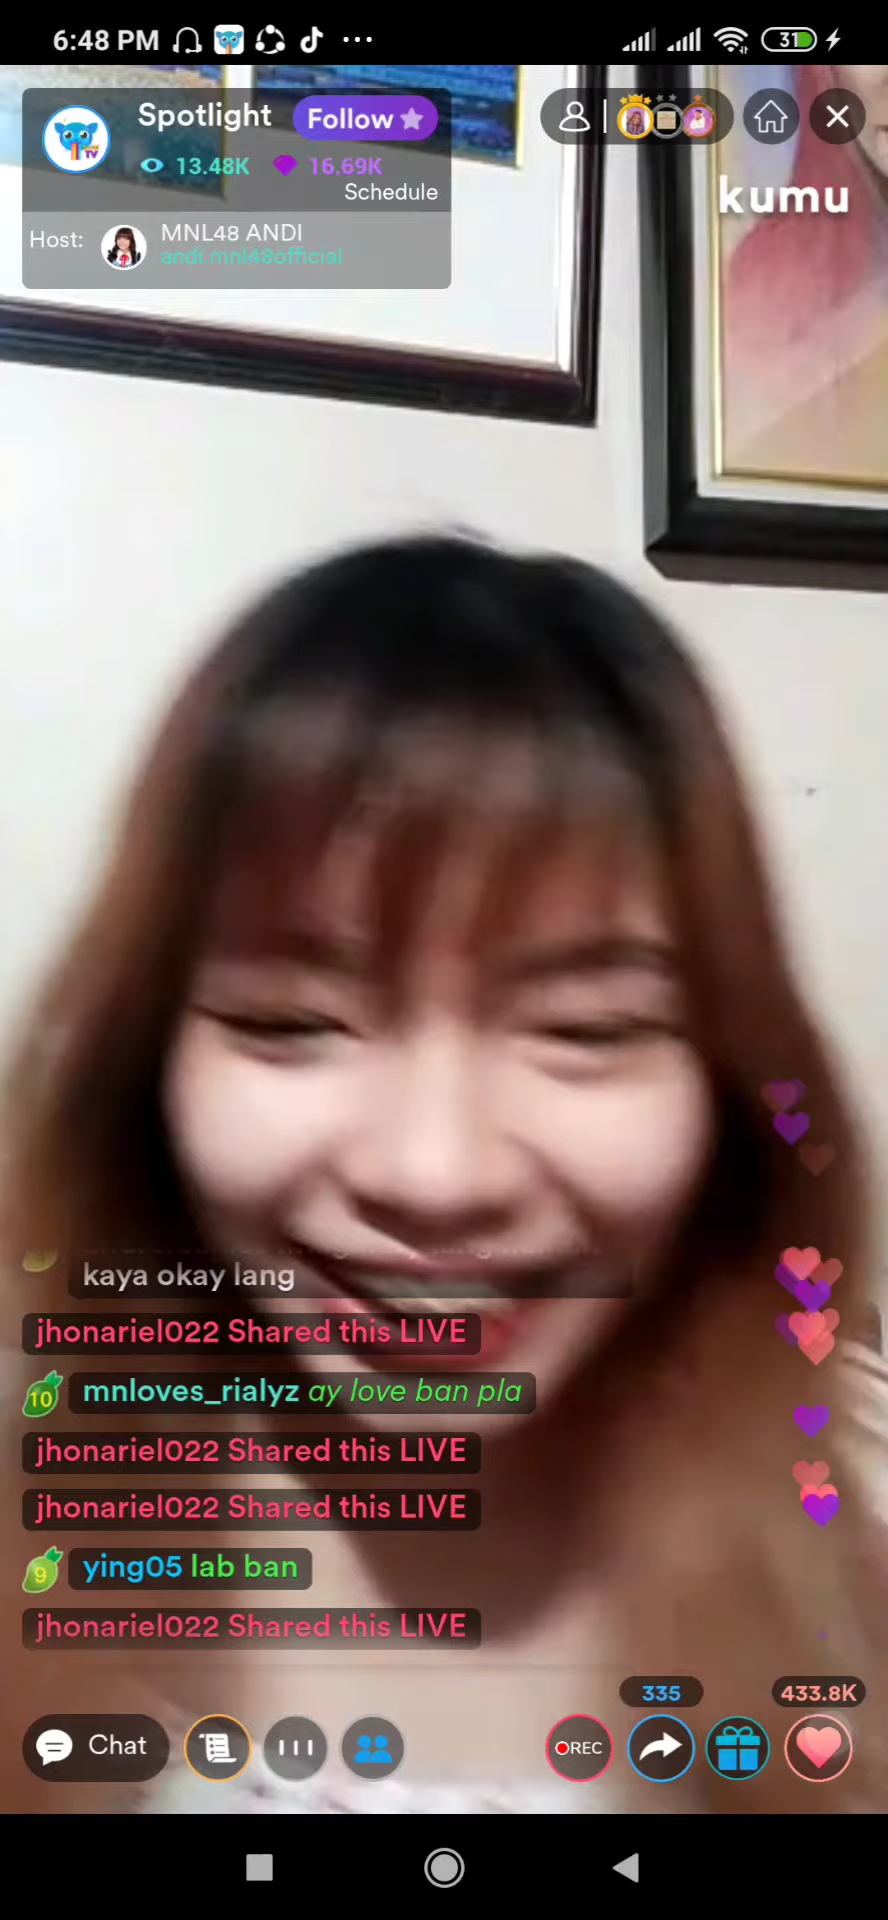 6:48 PM
31
Spotlight
Follow
13.48K 16.69K
Schedule
Host: MNL48 ANDI
andi.mnl48official
kumu
kaya okay lang
jhonariel022 Shared this LIVE
10 mnloves_rialyz ay love ban pla
jhonariel022 Shared this LIVE
jhonariel022 Shared this LIVE
9 ying05 lab ban
jhonariel022 Shared this LIVE
335
433.8K
Chat
REC